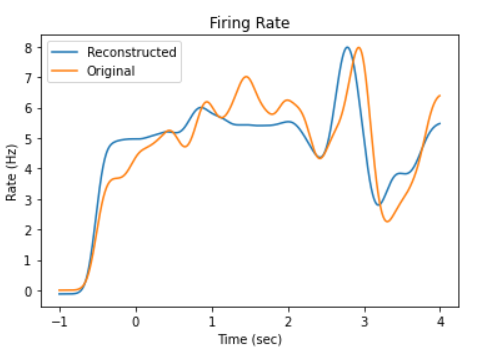 Firing Rate
Reconstructed
Original
Rate (Hz)
8
7
6
5
4
3
2
1
0
−1 0 1 2 3 4
Time (sec)